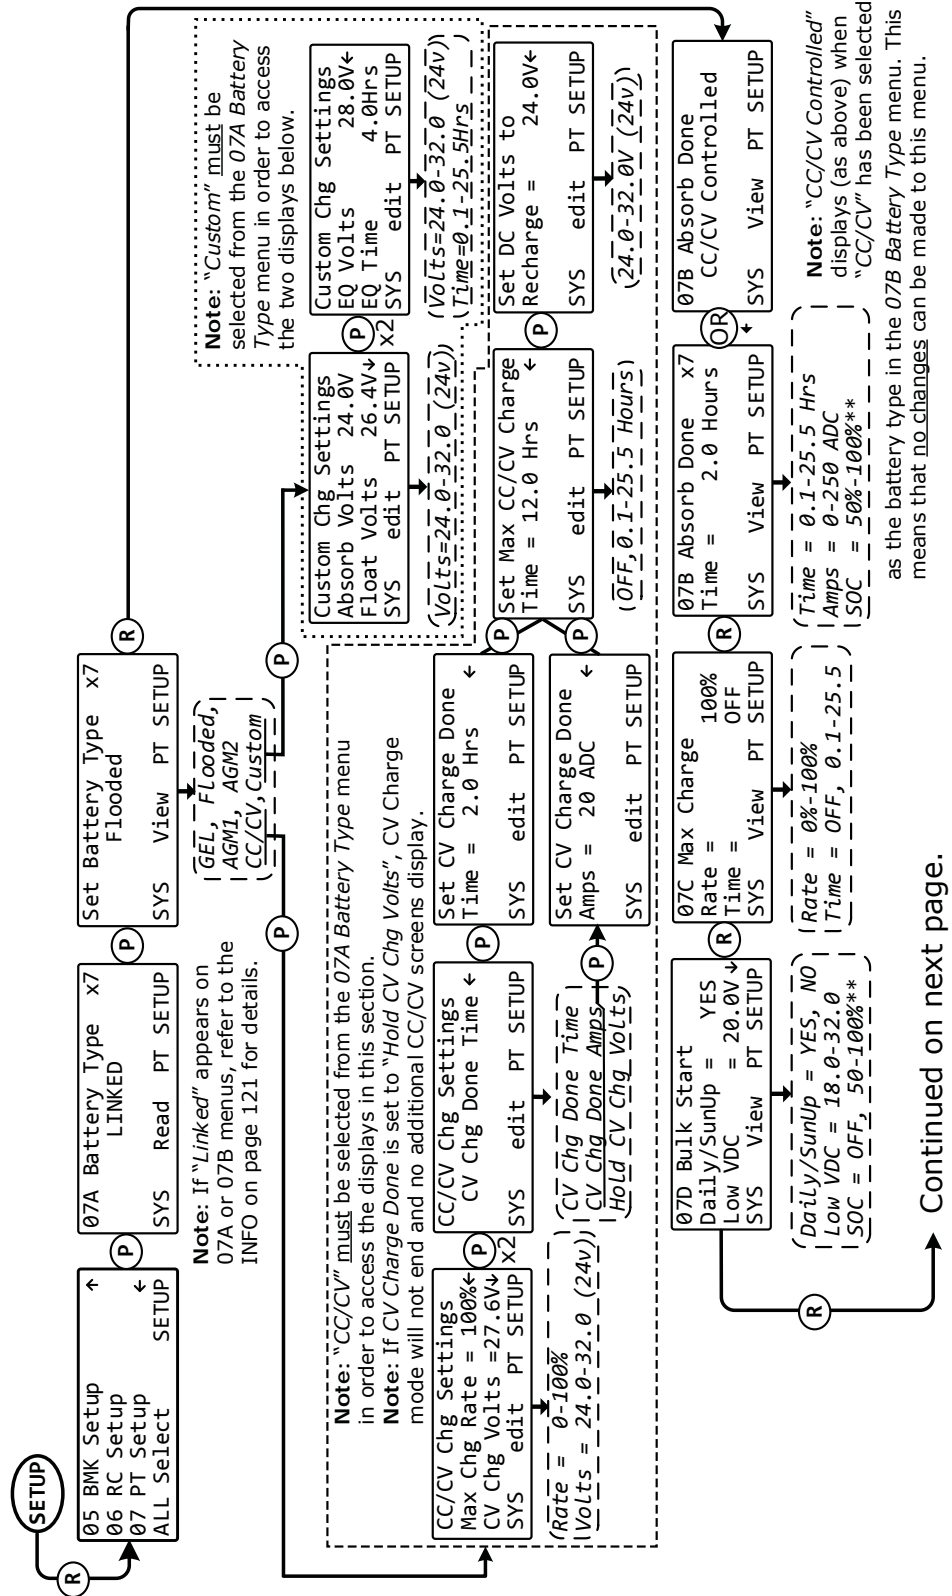 SETUP
R
05 BMK Setup ↑
06 RC Setup
07 PT Setup ←
ALL Select SETUP
P
07A Battery Type x7
LINKED
SYS Read PT SETUP
P
Set Battery Type x7
Flooded
SYS View PT SETUP
R
Note: If "Linked" appears on
07A or 07B menus, refer to the
INFO on page 121 for details.
GEL, Flooded,
AGM1, AGM2
CC/CV, Custom
P
P
Note: "Custom" must be
selected from the 07A Battery
Type menu in order to access
the two displays below.
Custom Chg Settings
Absorb Volts 24.0V
Float Volts 26.4V↓
SYS edit PT SETUP
P
x2
Custom Chg Settings
EQ Volts 28.0V←
EQ Time 4.0Hrs
SYS edit PT SETUP
Volts=24.0-32.0 (24v)
Volts=24.0-32.0 (24v)
Time=0.1-25.5Hrs
Note: "CC/CV" must be selected from the 07A Battery Type menu
in order to access the displays in this section.
Note: If CV Charge Done is set to "Hold CV Chg Volts", CV Charge
mode will not end and no additional CC/CV screens display.
CC/CV Chg Settings
Max Chg Rate = 100%←
CV Chg Volts =27.6V↓
SYS edit PT SETUP
P
x2
CC/CV Chg Settings
CV Chg Done Time ←
SYS edit PT SETUP
P
Set CV Charge Done
Time = 2.0 Hrs ←
SYS edit PT SETUP
P
Set Max CC/CV Charge
Time = 12.0 Hrs ←
SYS edit PT SETUP
P
Set DC Volts to
Recharge = 24.0V←
SYS edit PT SETUP
Rate = 0-100%
Volts = 24.0-32.0 (24v)
CV Chg Done Time
CV Chg Done Amps
Hold CV Chg Volts
P
Set CV Charge Done
Amps = 20 ADC ←
SYS edit PT SETUP
P
(OFF,0.1-25.5 Hours)
(24.0-32.0V (24v))
07D Bulk Start
Daily/SunUp = YES
Low VDC = 20.0V↓
SYS View PT SETUP
R
07C Max Charge
Rate = 100%
Time = OFF
SYS View PT SETUP
R
07B Absorb Done x7
Time = 2.0 Hours
SYS View PT SETUP
OR
07B Absorb Done
CC/CV Controlled
SYS View PT SETUP
Daily/SunUp = YES, NO
Low VDC = 18.0-32.0
SOC = OFF, 50-100%**
Rate = 0%-100%
Time = OFF, 0.1-25.5
Time = 0.1-25.5 Hrs
Amps = 0-250 ADC
SOC = 50%-100%**
Note: "CC/CV Controlled"
displays (as above) when
"CC/CV" has been selected
as the battery type in the 07B Battery Type menu. This
means that no changes can be made to this menu.
R
Continued on next page.